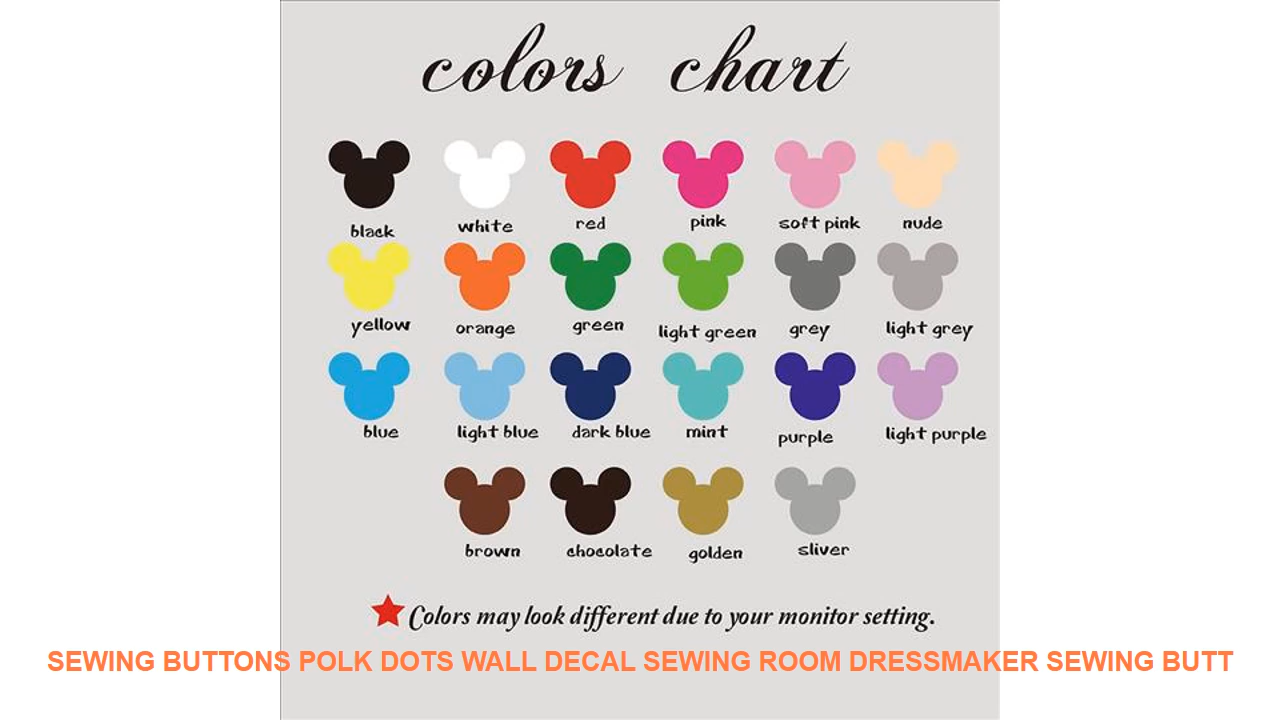 colors chart
black white red pink soft pink nude
yellow orange green light green grey light grey
blue light blue dark blue mint purple light purple
brown chocolate golden sliver
Colors may look different due to your monitor setting.
SEWING BUTTONS POLK DOTS WALL DECAL SEWING ROOM DRESSMAKER SEWING BUTT